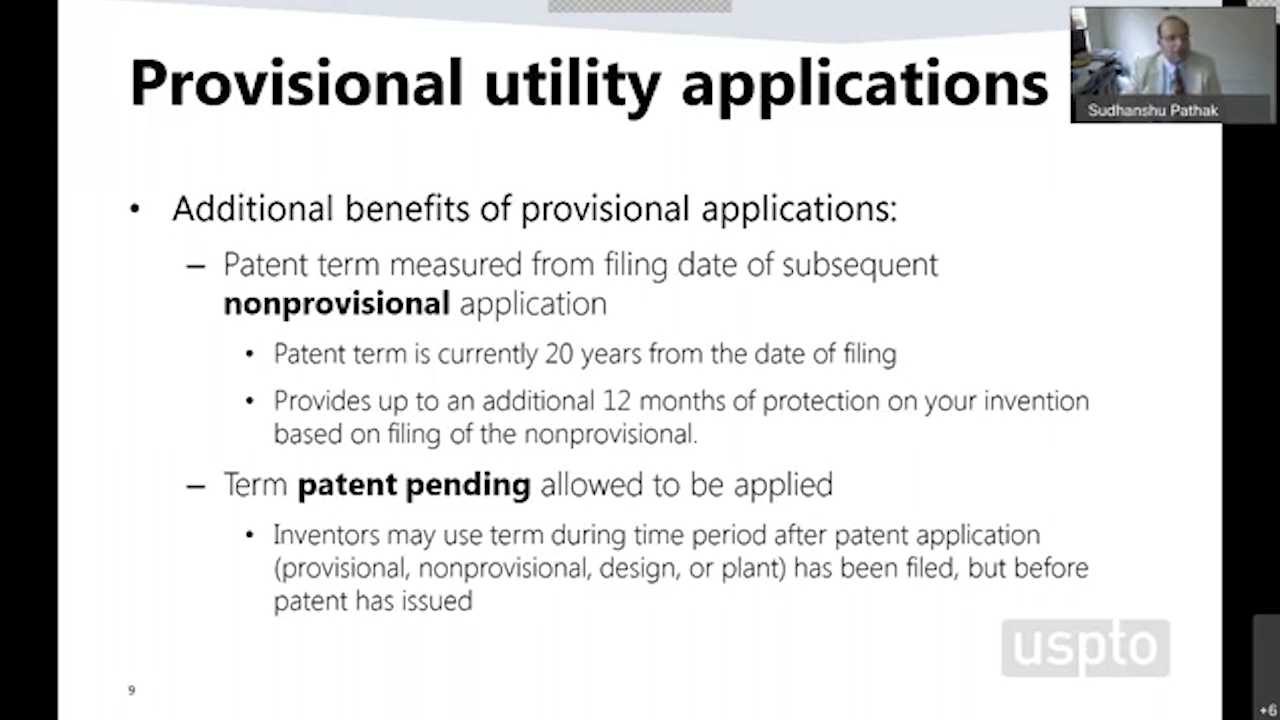 Provisional utility applications
Sudhanshu Pathak
• Additional benefits of provisional applications:
– Patent term measured from filing date of subsequent
nonprovisional application
• Patent term is currently 20 years from the date of filing
• Provides up to an additional 12 months of protection on your invention
based on filing of the nonprovisional.
– Term patent pending allowed to be applied
• Inventors may use term during time period after patent application
(provisional, nonprovisional, design, or plant) has been filed, but before
patent has issued
uspto
9
+6